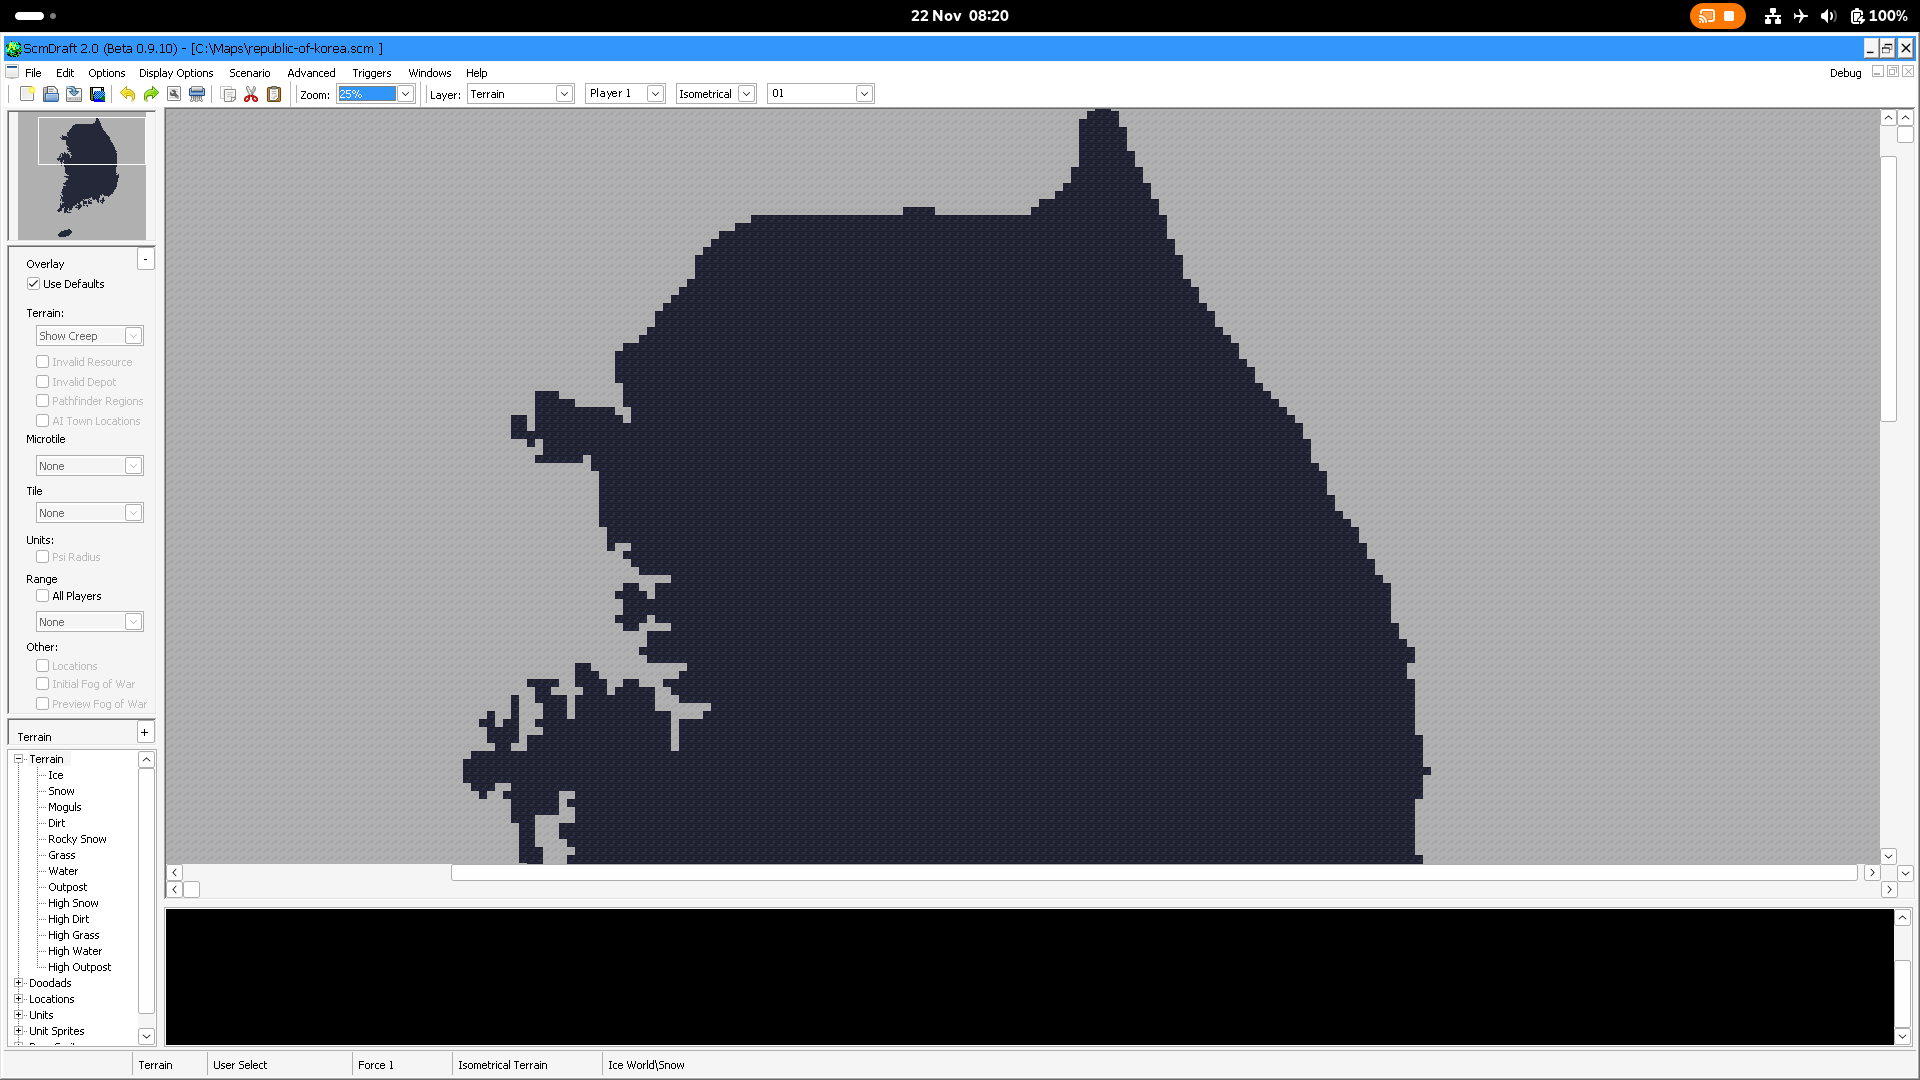 22 Nov 08:20
100%
ScmDraft 2.0 (Beta 0.9.10) - [C:\Maps\republic-of-korea.scm ]
File Edit Options Display Options Scenario Advanced Triggers Windows Help Debug
Zoom: 25% Layer: Terrain Player 1 Isometrical 01
Overlay
-
Use Defaults
Terrain:
Show Creep
Invalid Resource
Invalid Depot
Pathfinder Regions
AI Town Locations
Microtile
None
Tile
None
Units:
Psi Radius
Range
All Players
None
Other:
Locations
Initial Fog of War
Preview Fog of War
Terrain +
Terrain
Ice
Snow
Moguls
Dirt
Rocky Snow
Grass
Water
Outpost
High Snow
High Dirt
High Grass
High Water
High Outpost
Doodads
Locations
Units
Unit Sprites
Terrain User Select Force 1 Isometrical Terrain Ice World\Snow